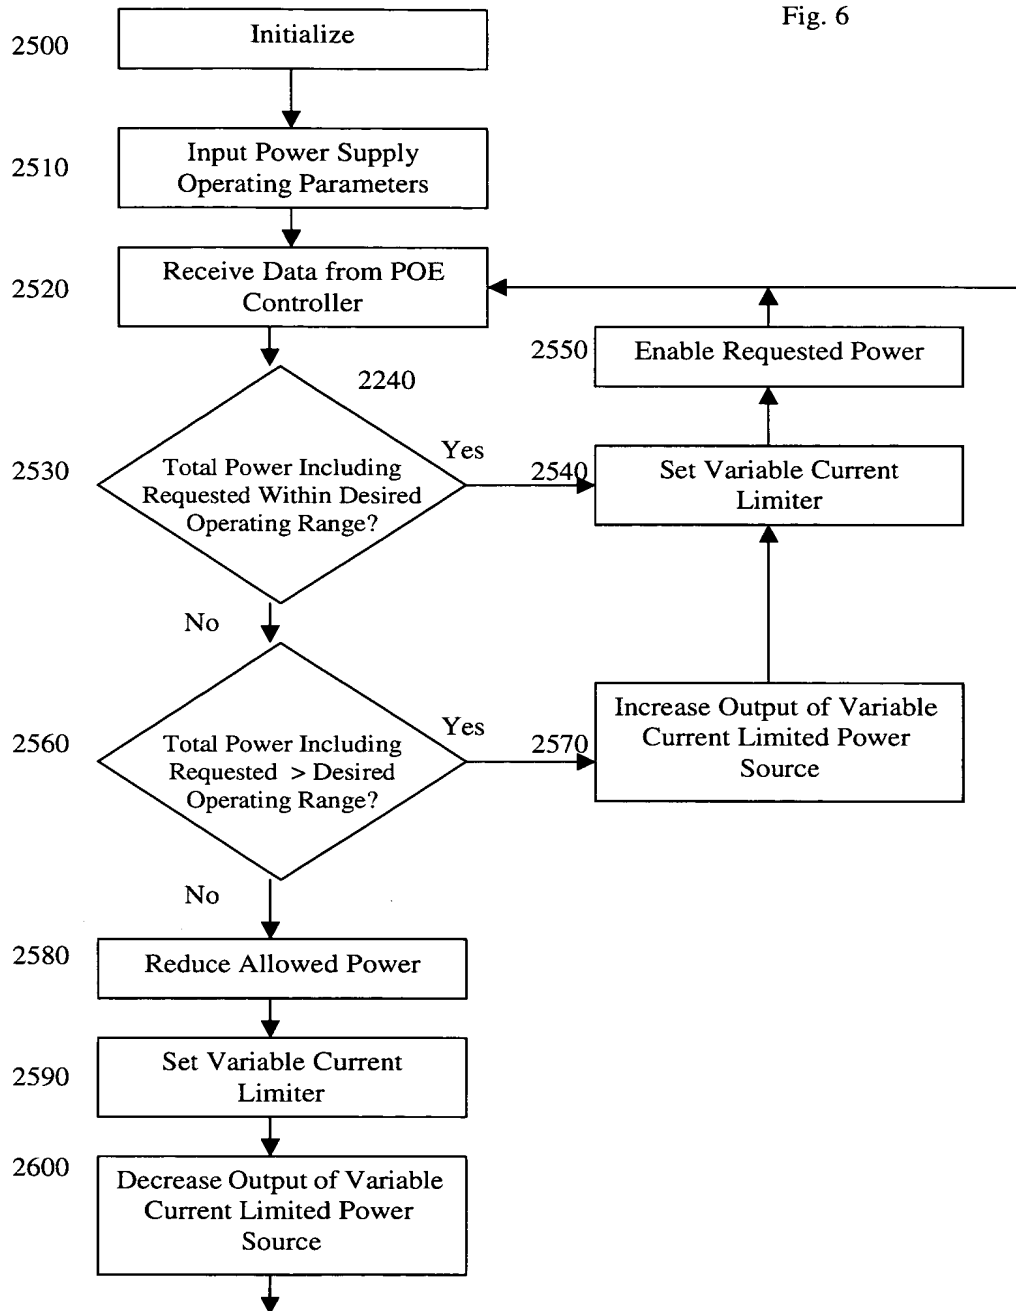 Fig. 6
2500
Initialize
2510
Input Power Supply
Operating Parameters
2520
Receive Data from POE
Controller
2550
Enable Requested Power
2240
2530
Total Power Including
Requested Within Desired
Operating Range?
Yes
2540
Set Variable Current
Limiter
No
2560
Total Power Including
Requested > Desired
Operating Range?
Yes
2570
Increase Output of Variable
Current Limited Power
Source
No
2580
Reduce Allowed Power
2590
Set Variable Current
Limiter
2600
Decrease Output of Variable
Current Limited Power
Source